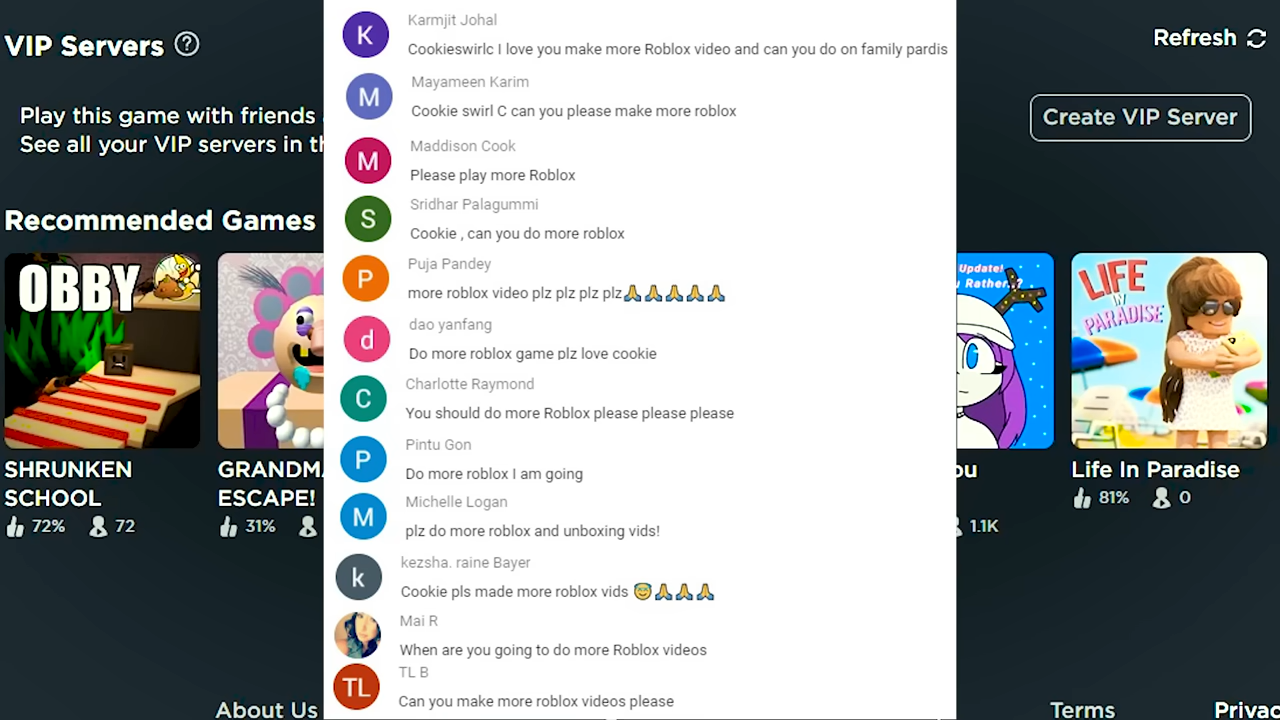 VIP Servers ?
Refresh
Play this game with friends
See all your VIP servers in th
Create VIP Server
Recommended Games
K
Karmjit Johal
Cookieswirlc I love you make more Roblox video and can you do on family pardis
M
Mayameen Karim
Cookie swirl C can you please make more roblox
M
Maddison Cook
Please play more Roblox
S
Sridhar Palagummi
Cookie , can you do more roblox
P
Puja Pandey
more roblox video plz plz plz plz🙏🙏🙏🙏🙏
d
dao yanfang
Do more roblox game plz love cookie
C
Charlotte Raymond
You should do more Roblox please please please
P
Pintu Gon
Do more roblox I am going
M
Michelle Logan
plz do more roblox and unboxing vids!
k
kezsha. raine Bayer
Cookie pls made more roblox vids 😇🙏🙏🙏
Mai R
When are you going to do more Roblox videos
TL
TL B
Can you make more roblox videos please
OBBY
SHRUNKEN
SCHOOL
72% 72
GRANDMA
ESCAPE!
31%
Update!
u Rather..?
ou
1.1K
LIFE
IN
PARADISE
Life In Paradise
81% 0
About Us
Terms
Privac